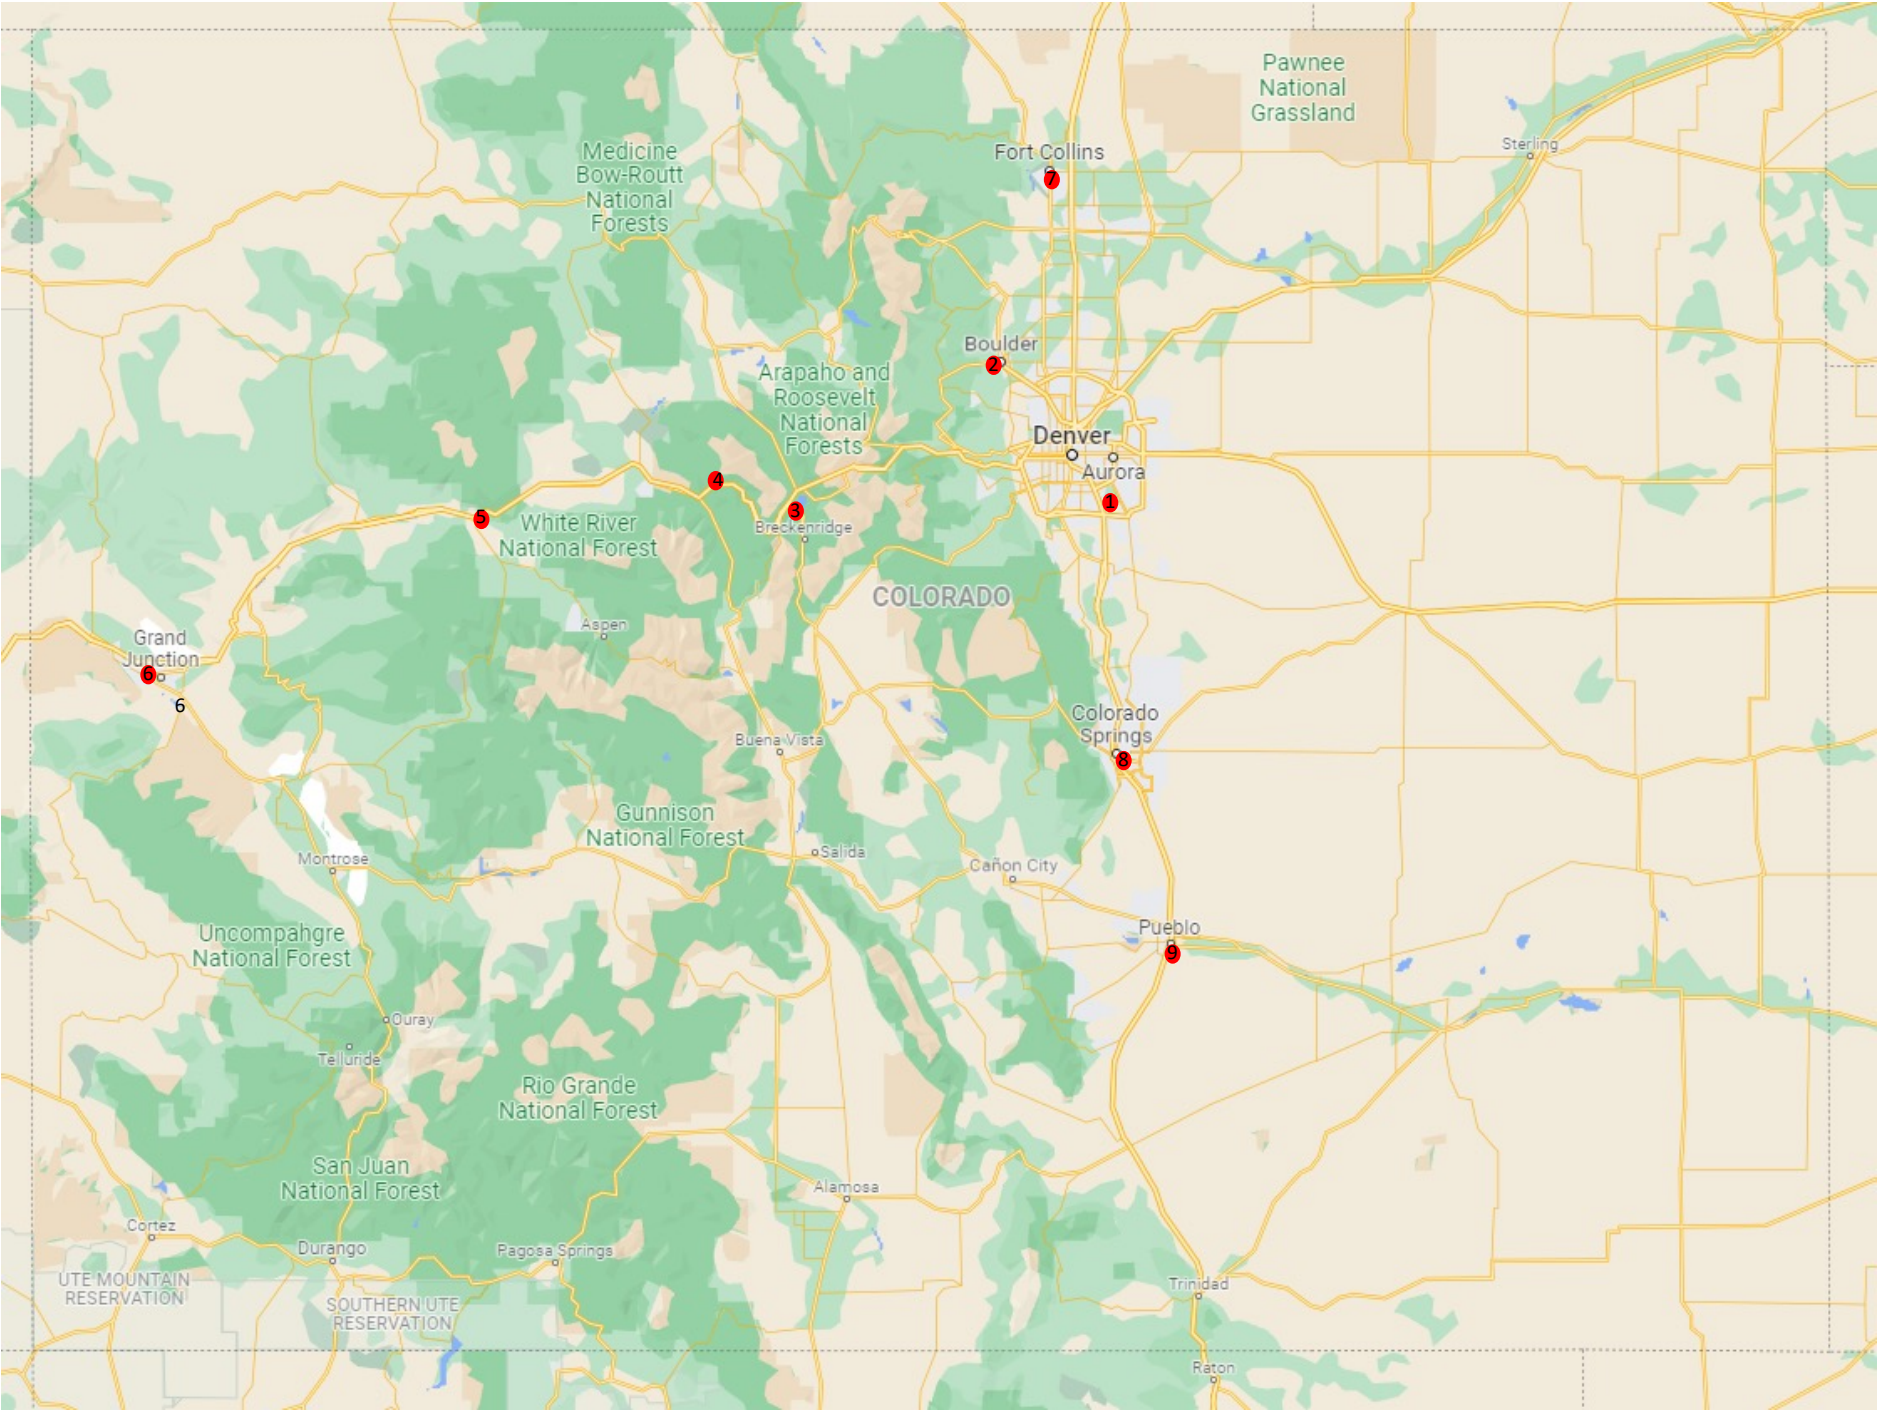 Pawnee
National
Grassland
Sterling
Fort Collins
7
Medicine
Bow-Routt
National
Forests
Boulder
2
Arapaho and
Roosevelt
National
Forests
Denver
Aurora
1
4
3
Breckenridge
5
White River
National Forest
COLORADO
Aspen
Grand
Junction
6
6
Colorado
Springs
8
Buena Vista
Gunnison
National Forest
Salida
Montrose
Cañon City
Pueblo
9
Uncompahgre
National Forest
Ouray
Telluride
Rio Grande
National Forest
San Juan
National Forest
Alamosa
Cortez
Durango
Pagosa Springs
UTE MOUNTAIN
RESERVATION
SOUTHERN UTE
RESERVATION
Trinidad
Raton